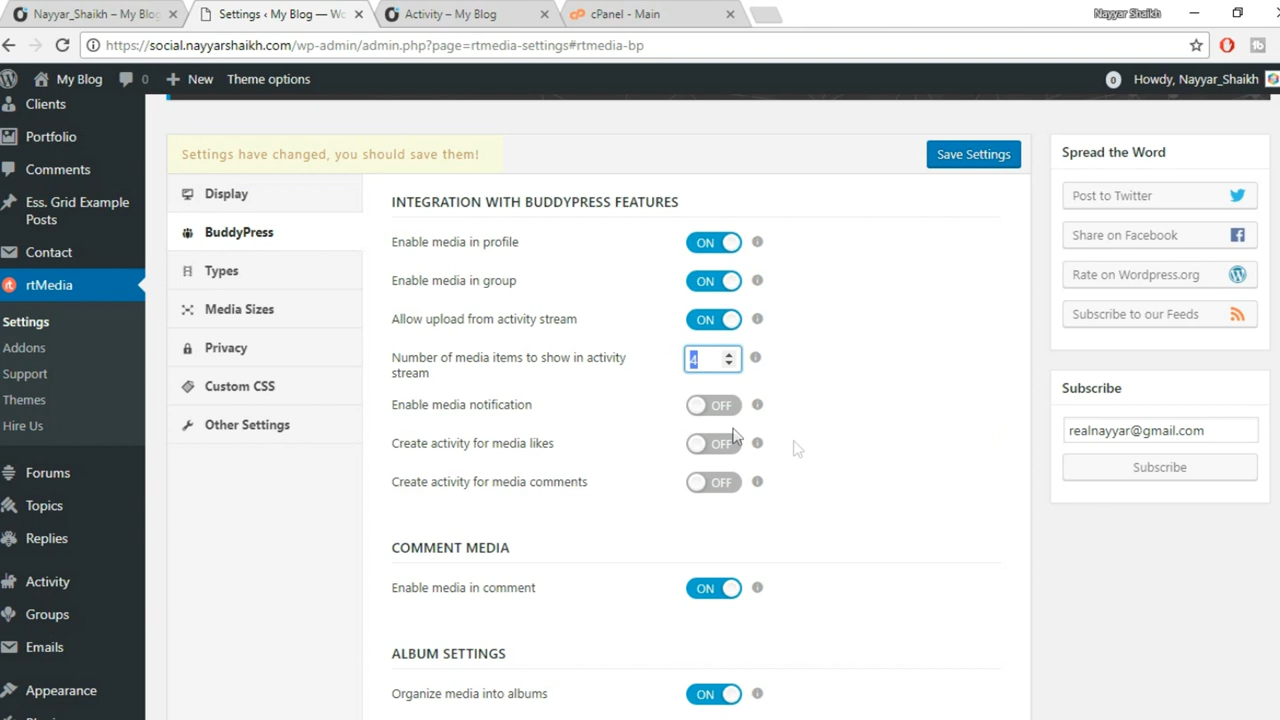 Nayyar_Shaikh – My Blog
Settings ‹ My Blog — Wo
Activity – My Blog
cPanel - Main
Nayyar Shaikh
https://social.nayyarshaikh.com/wp-admin/admin.php?page=rtmedia-settings#rtmedia-bp
My Blog
0
New
Theme options
0
Howdy, Nayyar_Shaikh
Clients
Portfolio
Comments
Ess. Grid Example
Posts
Contact
rtMedia
Settings
Addons
Support
Themes
Hire Us
Forums
Topics
Replies
Activity
Groups
Emails
Appearance
Settings have changed, you should save them!
Save Settings
Display
BuddyPress
Types
Media Sizes
Privacy
Custom CSS
Other Settings
INTEGRATION WITH BUDDYPRESS FEATURES
Enable media in profile
ON
Enable media in group
ON
Allow upload from activity stream
ON
Number of media items to show in activity
stream
4
Enable media notification
OFF
Create activity for media likes
OFF
Create activity for media comments
OFF
COMMENT MEDIA
Enable media in comment
ON
ALBUM SETTINGS
Organize media into albums
ON
Spread the Word
Post to Twitter
Share on Facebook
Rate on Wordpress.org
Subscribe to our Feeds
Subscribe
realnayyar@gmail.com
Subscribe